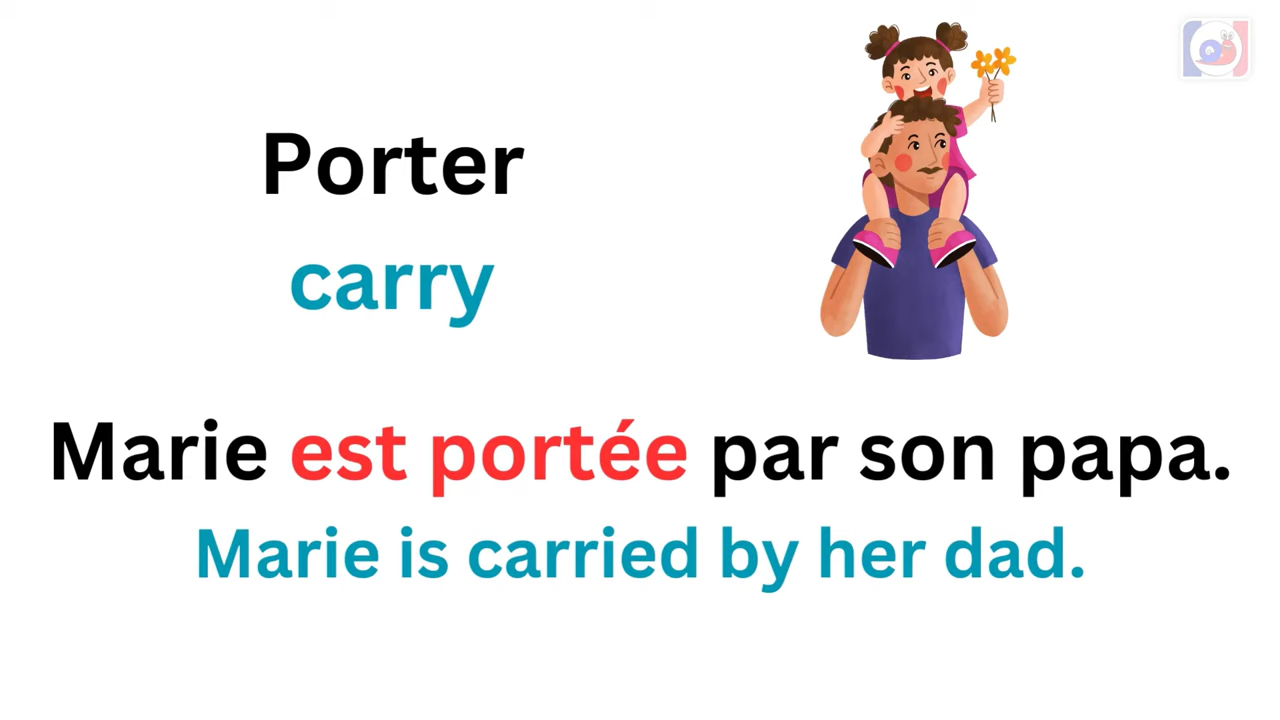 Porter
carry
Marie est portée par son papa.
Marie is carried by her dad.